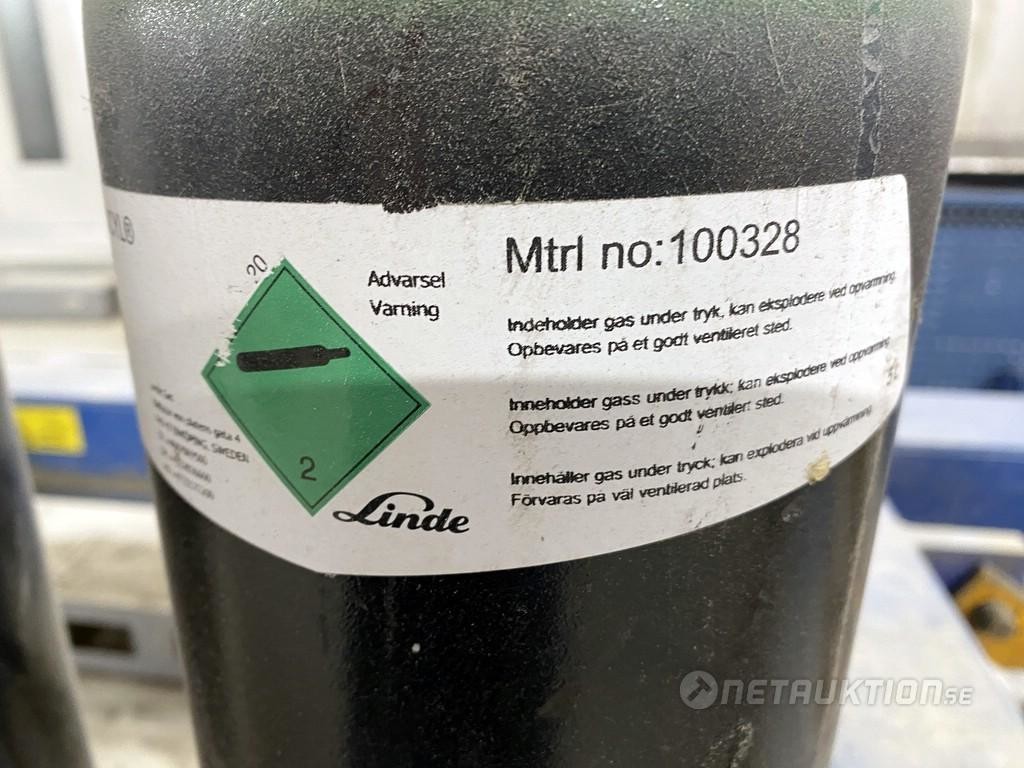 20
Advarsel
Varning
Mtrl no:100328
Indeholder gas under tryk, kan eksplodere ved opvarmning.
Opbevares på et godt ventileret sted.
Inneholder gass under trykk; kan eksplodere ved oppvarming.
Oppbevares på et godt ventilert sted.
Innehåller gas under tryck; kan explodera vid uppvärmning.
Förvaras på väl ventilerad plats.
2
Linde
SWEDEN
NETAUKTION.SE